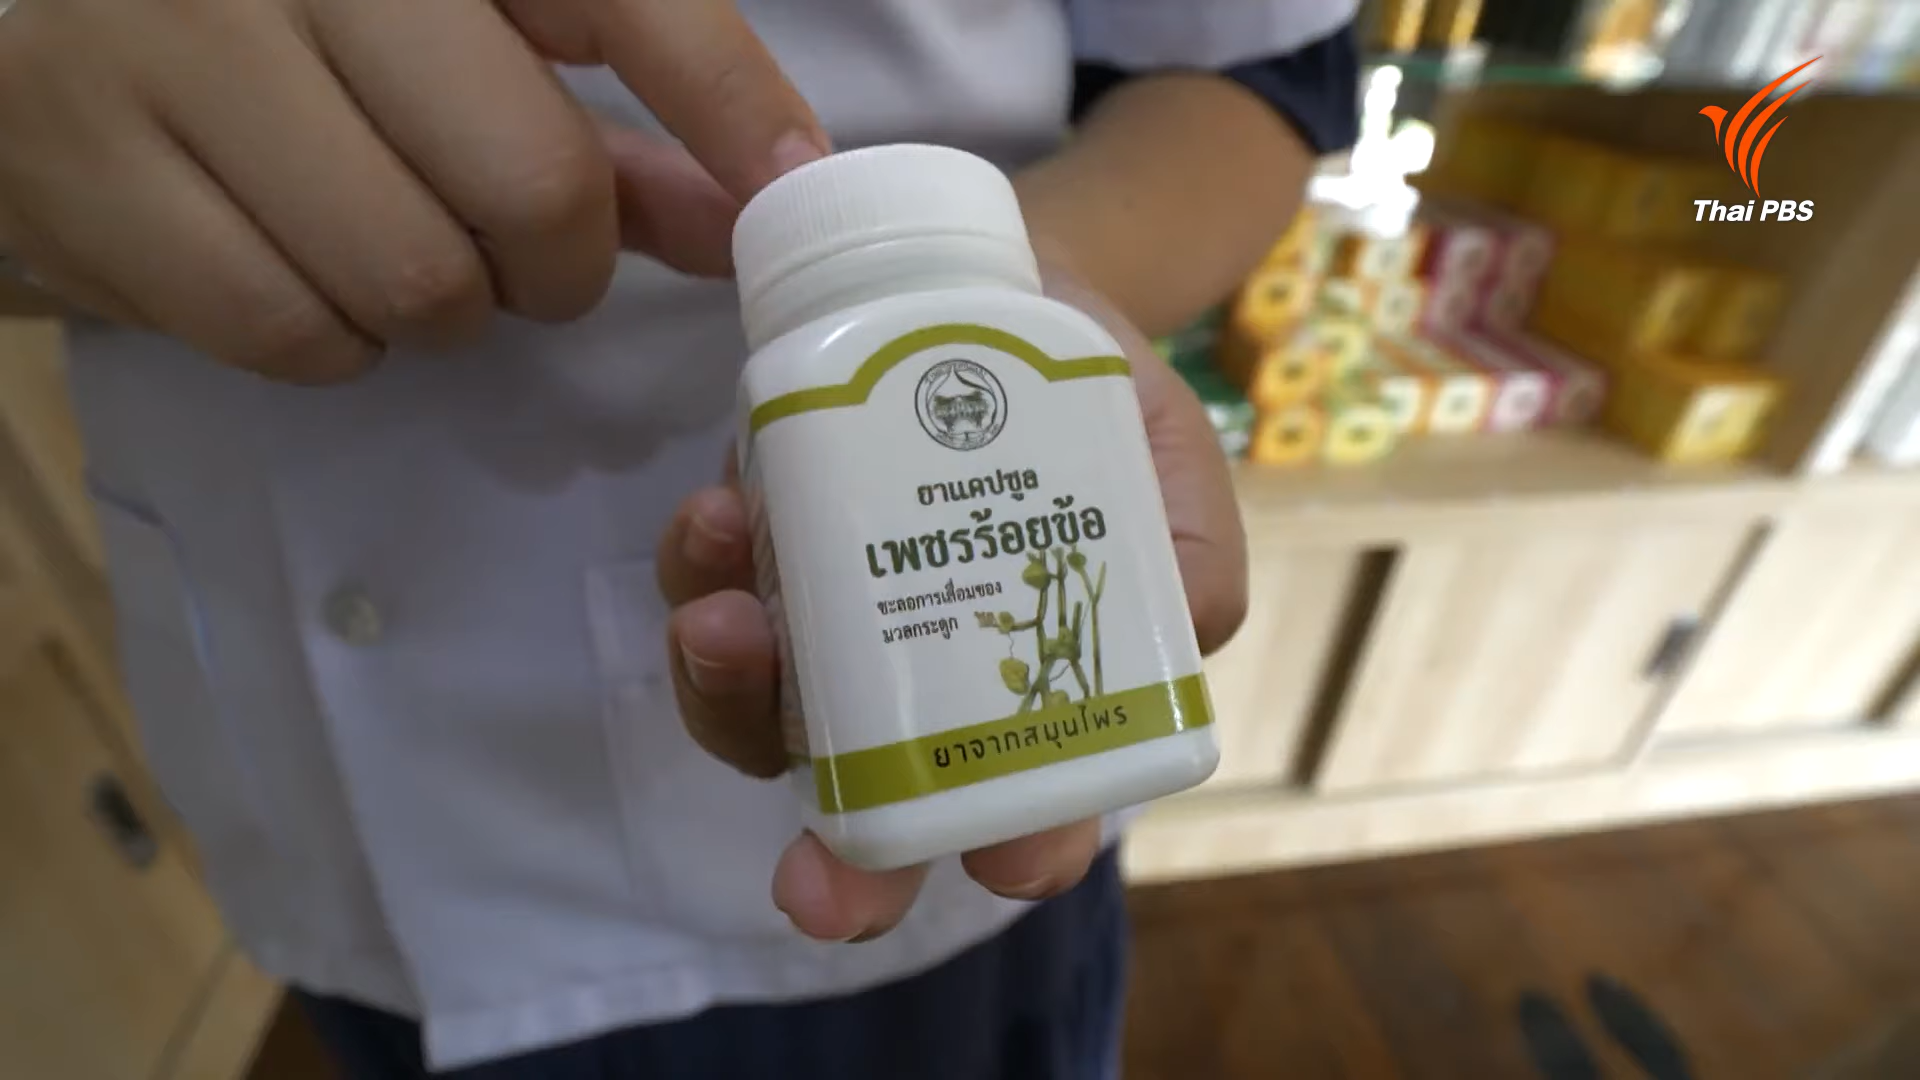 Thai PBS
ยาแคปซูล
เพชรร้อยข้อ
ชะลอการเสื่อมของ
มวลกระดูก
ยาจากสมุนไพร